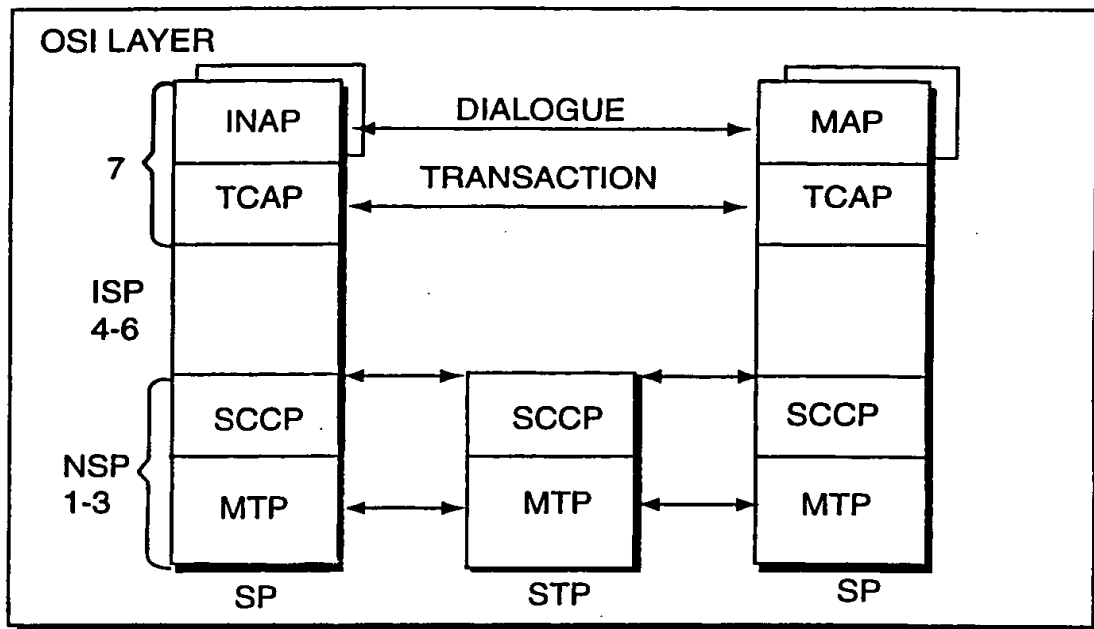 OSI LAYER
INAP
DIALOGUE
MAP
7
TCAP
TRANSACTION
TCAP
ISP
4-6
SCCP
SCCP
SCCP
NSP
1-3
MTP
MTP
MTP
SP
STP
SP